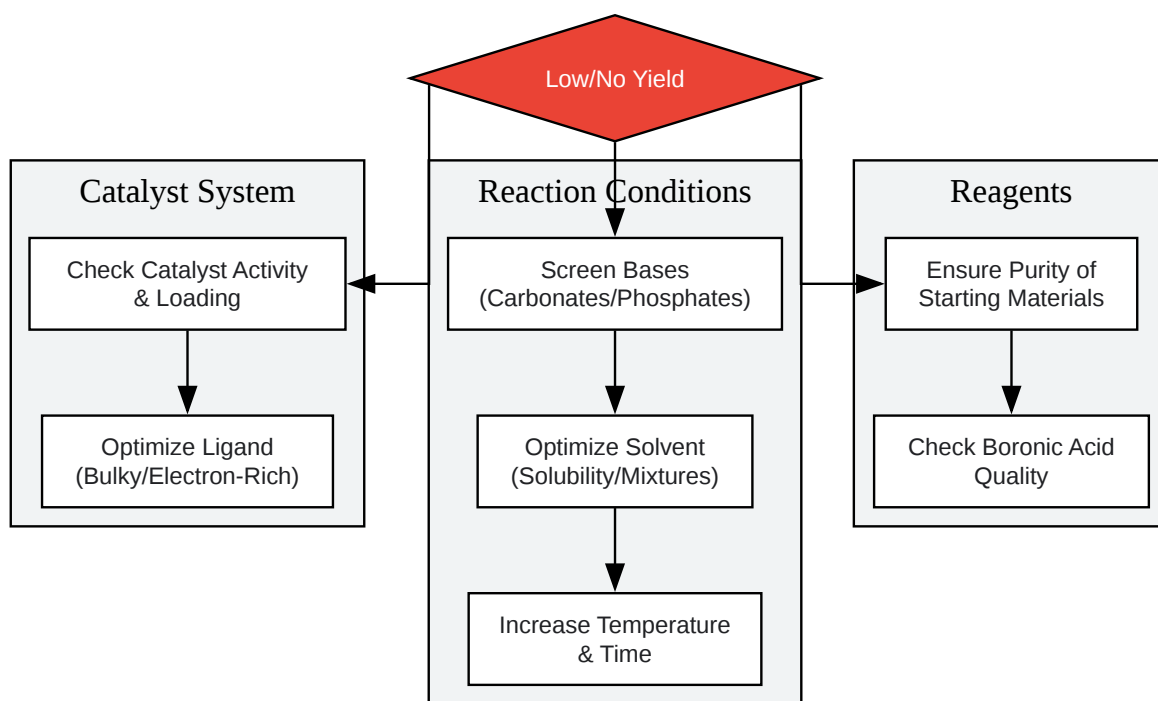 Low/No Yield
Catalyst System
Check Catalyst Activity
& Loading
Optimize Ligand
(Bulky/Electron-Rich)
Reaction Conditions
Screen Bases
(Carbonates/Phosphates)
Optimize Solvent
(Solubility/Mixtures)
Increase Temperature
& Time
Reagents
Ensure Purity of
Starting Materials
Check Boronic Acid
Quality